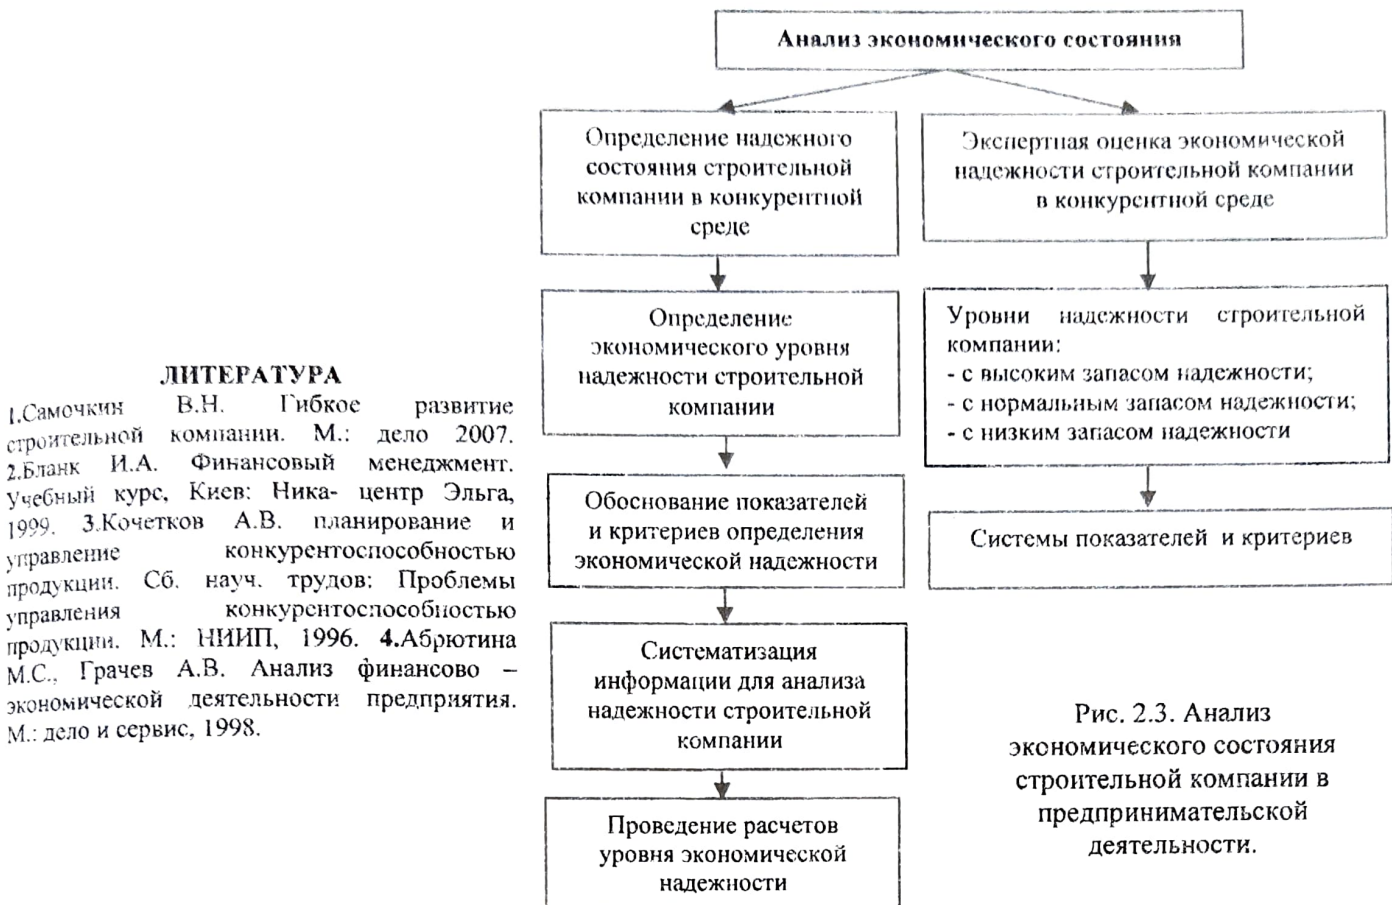 Анализ экономического состояния
Определение надежного
состояния строительной
компании в конкурентной
среде
Экспертная оценка экономической
надежности строительной компании
в конкурентной среде
Определение
экономического уровня
надежности строительной
компании
Уровни надежности строительной
компании:
- с высоким запасом надежности;
- с нормальным запасом надежности;
- с низким запасом надежности
Обоснование показателей
и критериев определения
экономической надежности
Системы показателей и критериев
Систематизация
информации для анализа
надежности строительной
компании
Проведение расчетов
уровня экономической
надежности
Рис. 2.3. Анализ
экономического состояния
строительной компании в
предпринимательской
деятельности.
ЛИТЕРАТУРА
1.Самочкин В.Н. Гибкое развитие
строительной компании. М.: дело 2007.
2.Бланк И.А. Финансовый менеджмент.
Учебный курс, Киев: Ника- центр Эльга,
1999. 3.Кочетков А.В. планирование и
управление конкурентоспособностью
продукции. Сб. науч. трудов: Проблемы
управления конкурентоспособностью
продукции. М.: НИИП, 1996. 4.Абрютина
М.С., Грачев А.В. Анализ финансово –
экономической деятельности предприятия.
М.: дело и сервис, 1998.